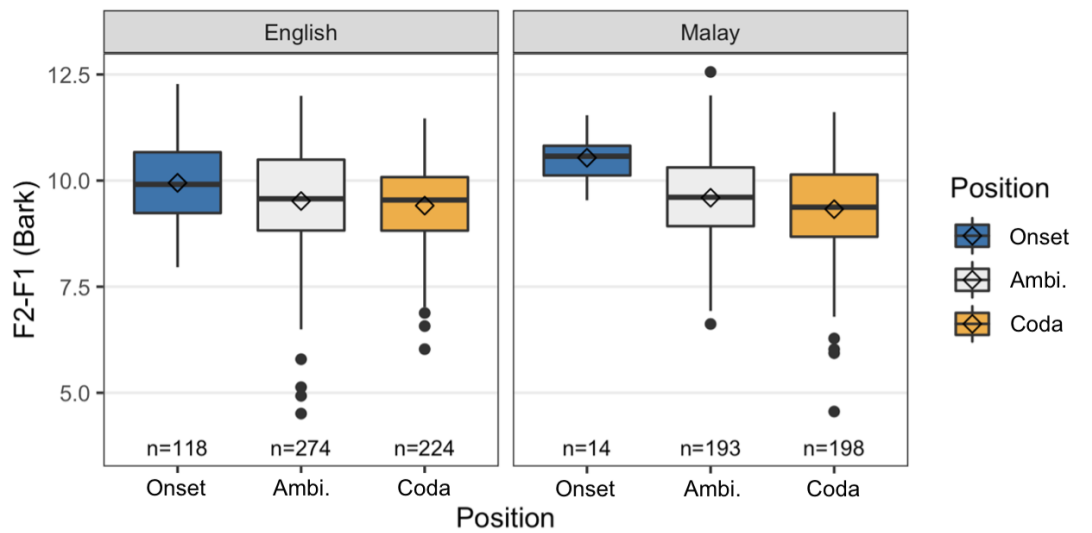 English Malay
12.5
10.0
7.5
5.0
F2-F1 (Bark)
n=118 n=274 n=224 n=14 n=193 n=198
Onset Ambi. Coda Onset Ambi. Coda
Position
Position
Onset
Ambi.
Coda